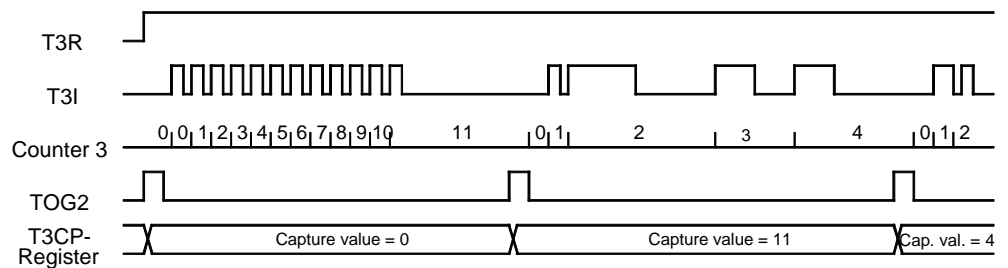 T3R
T3I
0 0 1 2 3 4 5 6 7 8 9 10 11 0 1 2 3 4 0 1 2
Counter 3
TOG2
T3CP-
Register
Capture value = 0
Capture value = 11
Cap. val. = 4